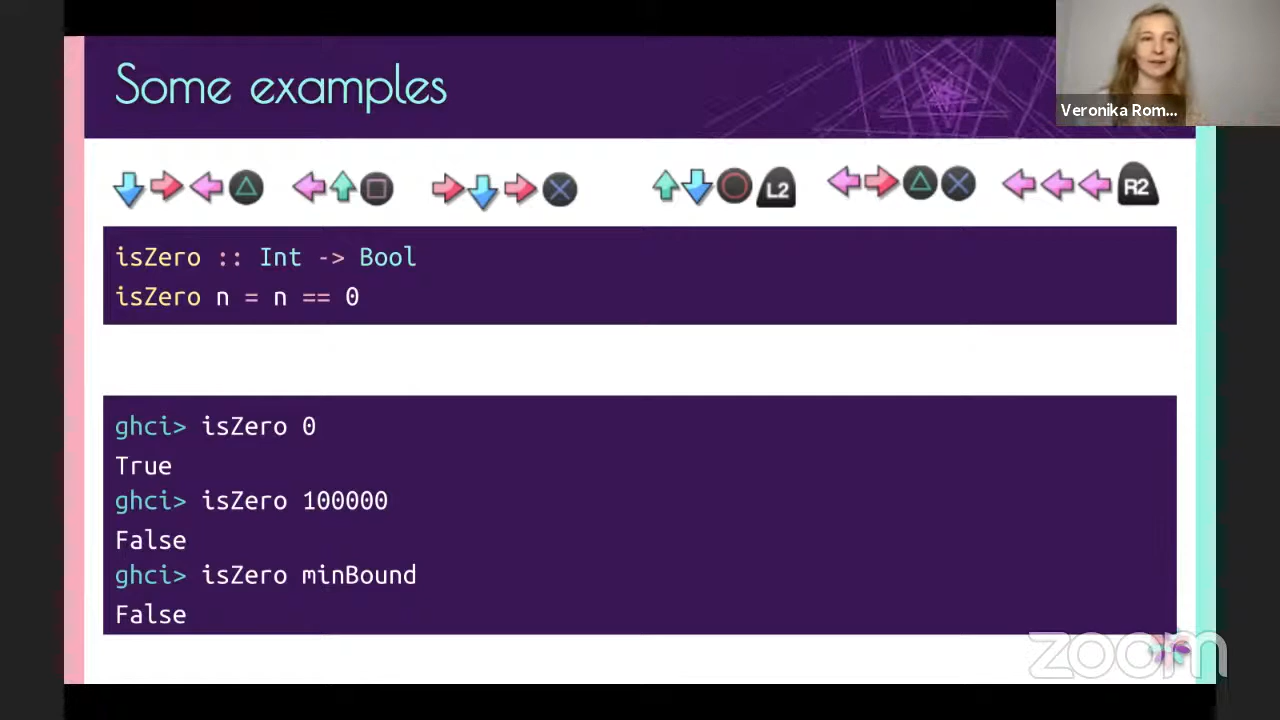 Some examples
Veronika Rom...
L2
R2
isZero :: Int -> Bool
isZero n = n == 0
ghci> isZero 0
True
ghci> isZero 100000
False
ghci> isZero minBound
False
zoom